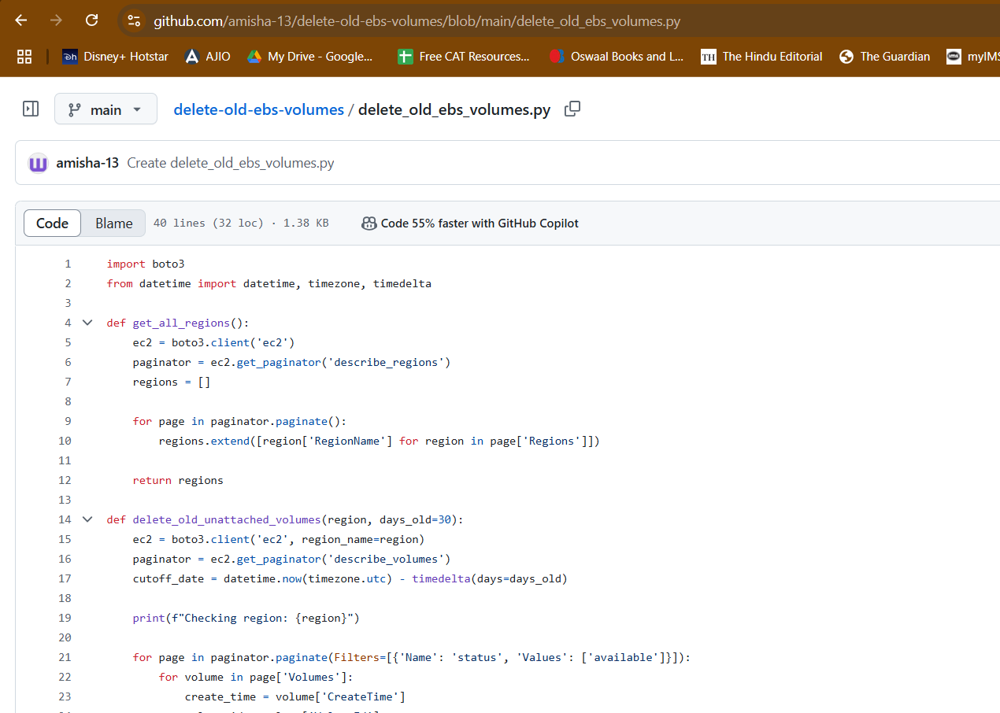 github.com/amisha-13/delete-old-ebs-volumes/blob/main/delete_old_ebs_volumes.py
Disney+ Hotstar AJIO My Drive - Google... Free CAT Resources... Oswaal Books and L... TH The Hindu Editorial The Guardian ims myIMS
main delete-old-ebs-volumes / delete_old_ebs_volumes.py
amisha-13 Create delete_old_ebs_volumes.py
Code Blame 40 lines (32 loc) · 1.38 KB Code 55% faster with GitHub Copilot
1 import boto3
2 from datetime import datetime, timezone, timedelta
3
4 def get_all_regions():
5 ec2 = boto3.client('ec2')
6 paginator = ec2.get_paginator('describe_regions')
7 regions = []
8
9 for page in paginator.paginate():
10 regions.extend([region['RegionName'] for region in page['Regions']])
11
12 return regions
13
14 def delete_old_unattached_volumes(region, days_old=30):
15 ec2 = boto3.client('ec2', region_name=region)
16 paginator = ec2.get_paginator('describe_volumes')
17 cutoff_date = datetime.now(timezone.utc) - timedelta(days=days_old)
18
19 print(f"Checking region: {region}")
20
21 for page in paginator.paginate(Filters=[{'Name': 'status', 'Values': ['available']}]):
22 for volume in page['Volumes']:
23 create_time = volume['CreateTime']